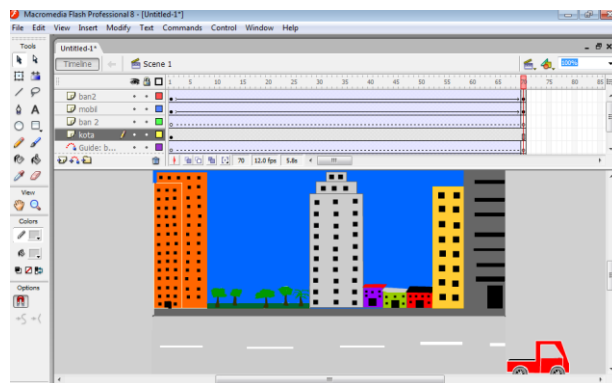 Macromedia Flash Professional 8 - [Untitled-1*]
File Edit View Insert Modify Text Commands Control Window Help
Tools
Untitled-1*
Timeline Scene 1 100%
1 5 10 15 20 25 30 35 40 45 50 55 60 65 70 75 80 85
ban2
mobil
ban 2
kota
Guide: b...
70 12.0 fps 5.8s
View
Colors
Options